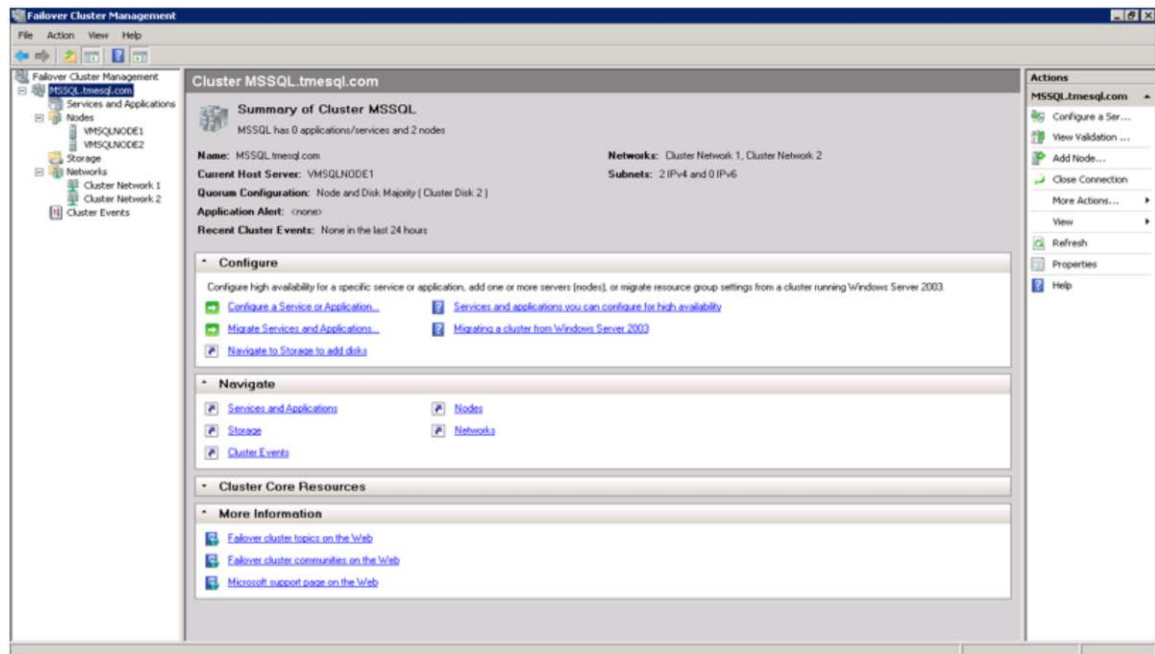 Failover Cluster Management
File Action View Help
Failover Cluster Management
MSSQL.tmesql.com
Services and Applications
Nodes
VMSQLNODE1
VMSQLNODE2
Storage
Networks
Cluster Network 1
Cluster Network 2
Cluster Events
Cluster MSSQL.tmesql.com
Summary of Cluster MSSQL
MSSQL has 0 applications/services and 2 nodes
Name: MSSQL.tmesql.com
Networks: Cluster Network 1, Cluster Network 2
Current Host Server: VMSQLNODE1
Subnets: 2 IPv4 and 0 IPv6
Quorum Configuration: Node and Disk Majority ( Cluster Disk 2 )
Application Alert: <none>
Recent Cluster Events: None in the last 24 hours
Configure
Configure high availability for a specific service or application, add one or more servers (nodes), or migrate resource group settings from a cluster running Windows Server 2003.
Configure a Service or Application...
Services and applications you can configure for high availability
Migrate Services and Applications...
Migrating a cluster from Windows Server 2003
Navigate to Storage to add disks
Navigate
Services and Applications
Nodes
Storage
Networks
Cluster Events
Cluster Core Resources
More Information
Failover cluster topics on the Web
Failover cluster communities on the Web
Microsoft support page on the Web
Actions
MSSQL.tmesql.com
Configure a Ser...
View Validation ...
Add Node...
Close Connection
More Actions...
View
Refresh
Properties
Help